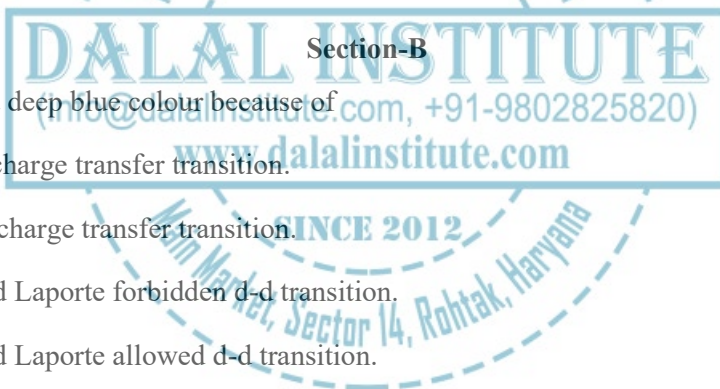 DALAL INSTITUTE
Section-B
deep blue colour because of
(info@dalalinstitute.com, +91-9802825820)
charge transfer transition.
www.dalalinstitute.com
charge transfer transition.
SINCE 2012
d Laporte forbidden d-d transition.
Main Market, Sector 14, Rohtak, Haryana
d Laporte allowed d-d transition.